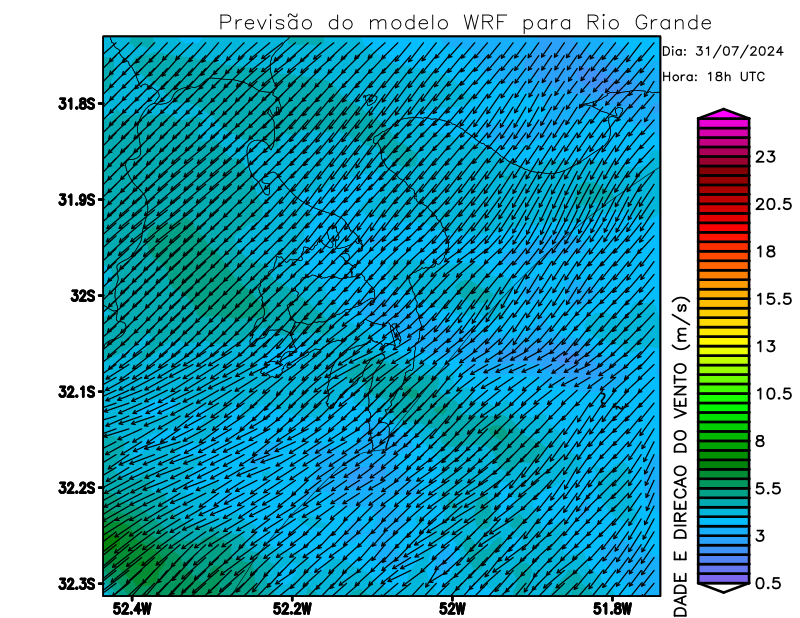 Previsão do modelo WRF para Rio Grande
Dia: 31/07/2024
Hora: 18h UTC
31.8S
31.9S
32S
32.1S
32.2S
32.3S
52.4W
52.2W
52W
51.8W
23
20.5
18
15.5
13
10.5
8
5.5
3
0.5
DADE E DIRECAO DO VENTO (m/s)